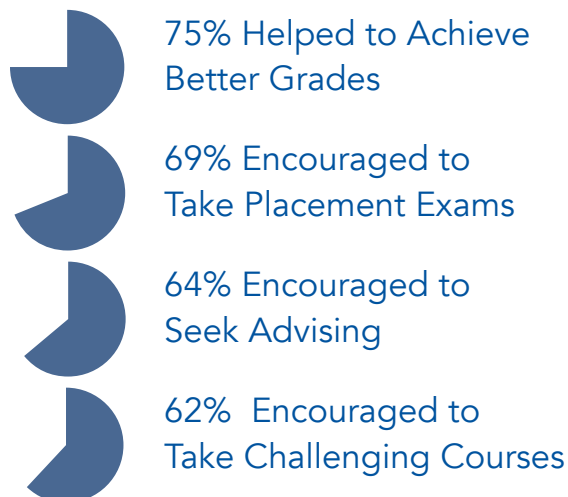 75% Helped to Achieve
Better Grades
69% Encouraged to
Take Placement Exams
64% Encouraged to
Seek Advising
62%  Encouraged to
Take Challenging Courses